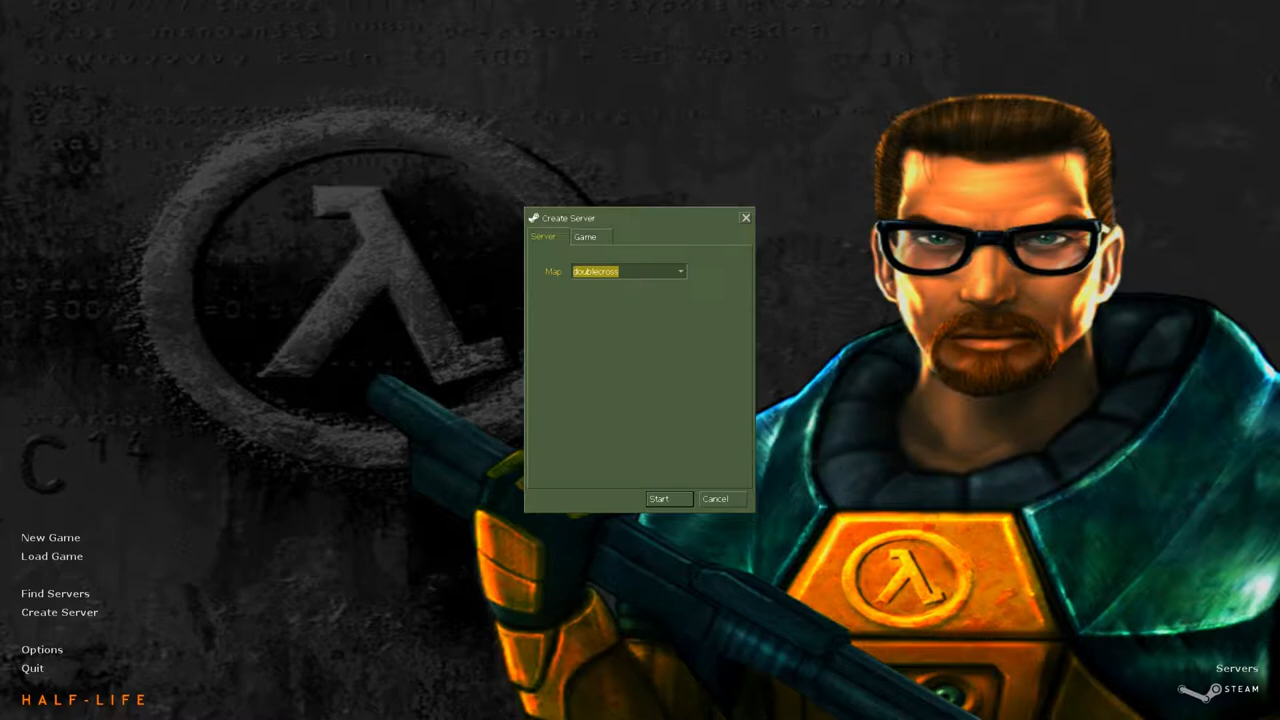 Create Server
Server
Game
Map
doublecross
Start
Cancel
C 14
New Game
Load Game
Find Servers
Create Server
Options
Quit
HALF-LIFE
Servers
STEAM